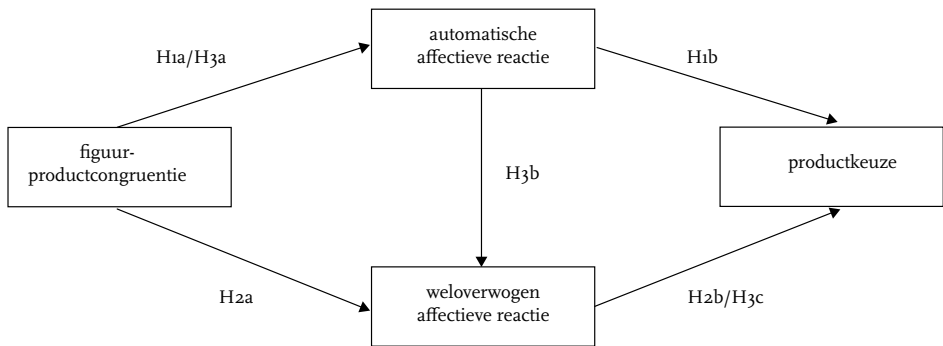 automatische
affectieve reactie
H1a/H3a
H1b
figuur-
productcongruentie
H3b
productkeuze
H2a
weloverwogen
affectieve reactie
H2b/H3c